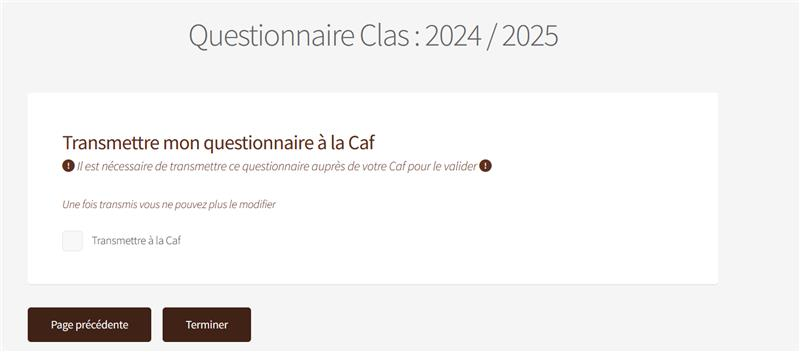 Questionnaire Clas : 2024 / 2025
Transmettre mon questionnaire à la Caf
! Il est nécessaire de transmettre ce questionnaire auprès de votre Caf pour le valider !
Une fois transmis vous ne pouvez plus le modifier
Transmettre à la Caf
Page précédente
Terminer